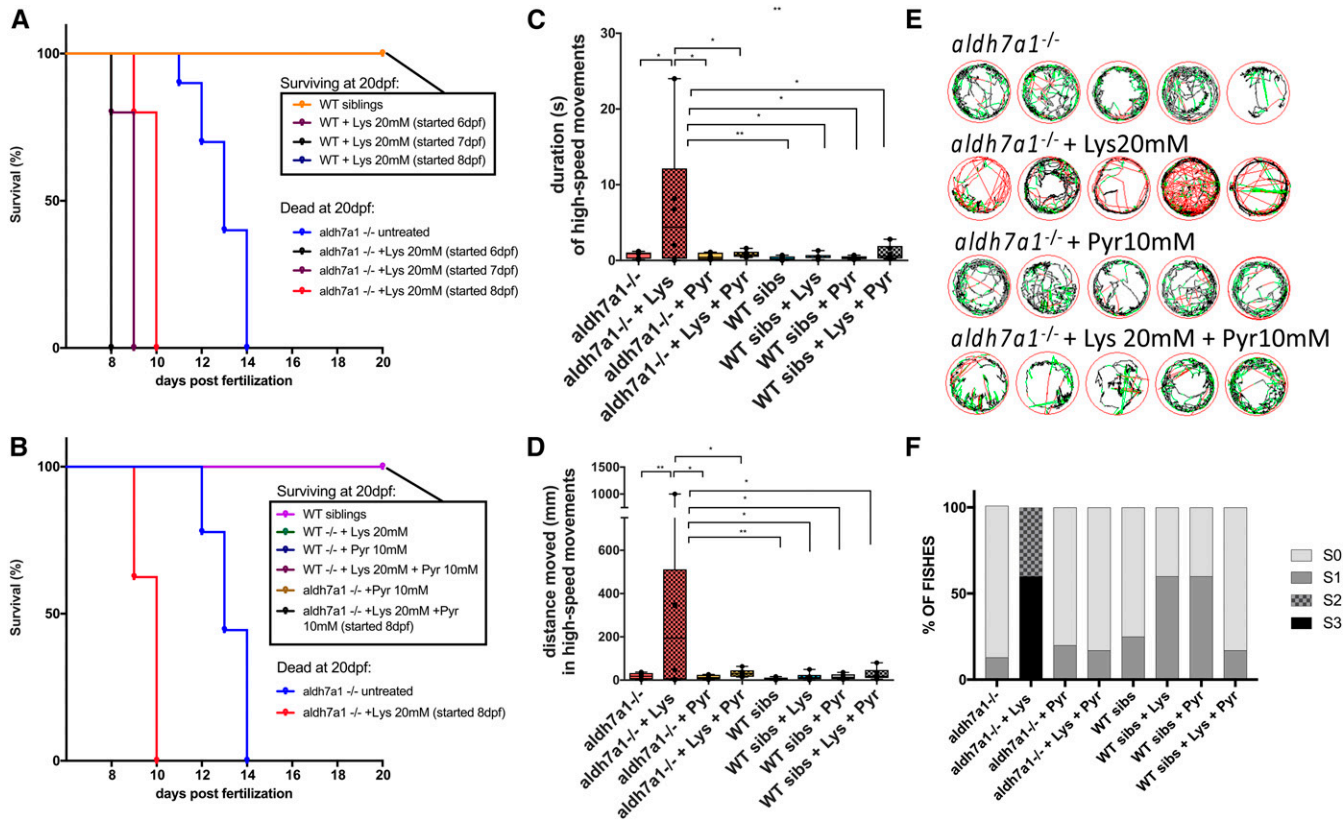 A
Survival (%)
100
50
0
8
10
12
14
16
18
20
days post fertilization
Surviving at 20dpf:
WT siblings
WT + Lys 20mM (started 6dpf)
WT + Lys 20mM (started 7dpf)
WT + Lys 20mM (started 8dpf)
Dead at 20dpf:
aldh7a1 -/- untreated
aldh7a1 -/- +Lys 20mM (started 6dpf)
aldh7a1 -/- +Lys 20mM (started 7dpf)
aldh7a1 -/- +Lys 20mM (started 8dpf)
B
Survival (%)
100
50
0
8
10
12
14
16
18
20
days post fertilization
Surviving at 20dpf:
WT siblings
WT -/- + Lys 20mM
WT -/- + Pyr 10mM
WT -/- + Lys 20mM + Pyr 10mM
aldh7a1 -/- +Pyr 10mM
aldh7a1 -/- +Lys 20mM +Pyr
10mM (started 8dpf)
Dead at 20dpf:
aldh7a1 -/- untreated
aldh7a1 -/- +Lys 20mM (started 8dpf)
C
duration (s)
of high-speed movements
30
20
10
0
**
*
*
*
*
*
*
**
aldh7a1-/-
aldh7a1-/- + Lys
aldh7a1-/- + Pyr
aldh7a1-/- + Lys + Pyr
WT sibs
WT sibs + Lys
WT sibs + Pyr
WT sibs + Lys + Pyr
D
distance moved (mm)
in high-speed movements
1500
1000
600
400
200
0
**
*
*
*
*
*
**
aldh7a1-/-
aldh7a1-/- + Lys
aldh7a1-/- + Pyr
aldh7a1-/- + Lys + Pyr
WT sibs
WT sibs + Lys
WT sibs + Pyr
WT sibs + Lys + Pyr
E
aldh7a1-/-
aldh7a1-/- + Lys20mM
aldh7a1-/- + Pyr10mM
aldh7a1-/- + Lys 20mM + Pyr10mM
F
% OF FISHES
100
50
0
aldh7a1-/-
aldh7a1-/- + Lys
aldh7a1-/- + Pyr
aldh7a1-/- + Lys + Pyr
WT sibs
WT sibs + Lys
WT sibs + Pyr
WT sibs + Lys + Pyr
S0
S1
S2
S3